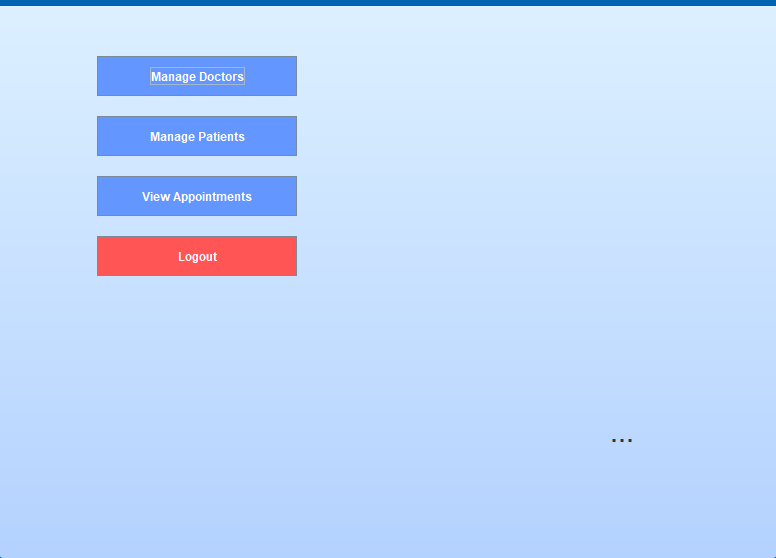 Manage Doctors
Manage Patients
View Appointments
Logout
...